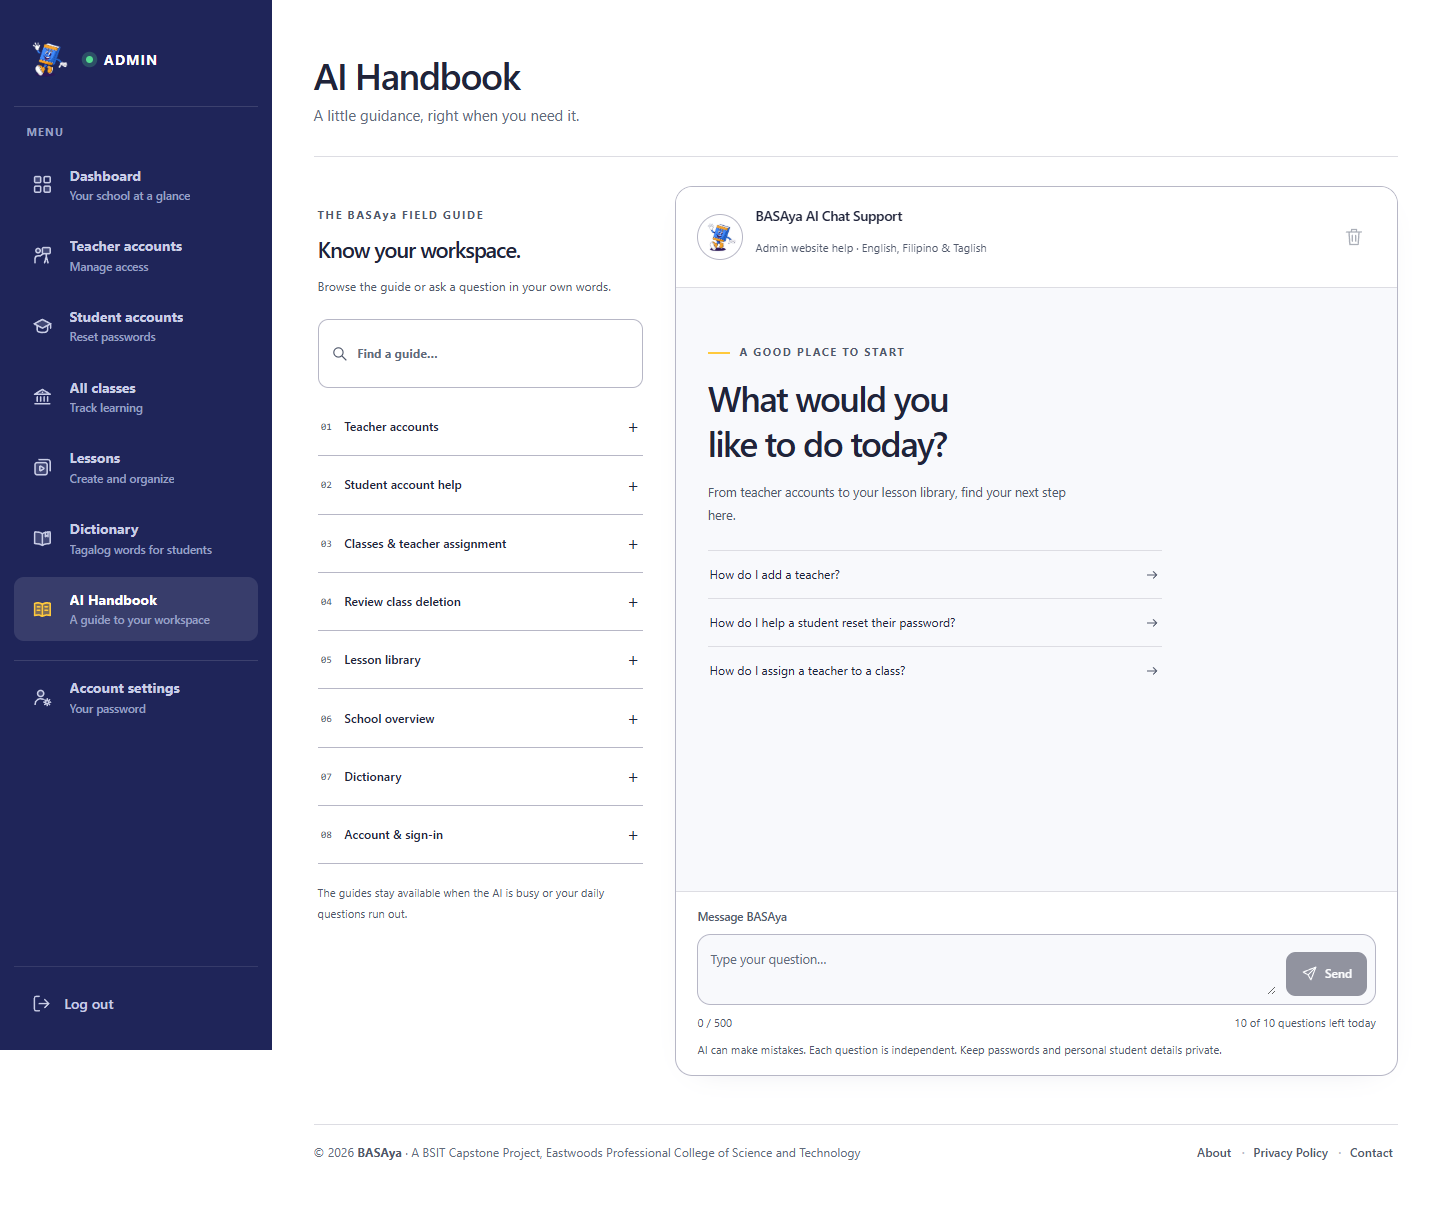 ADMIN
MENU
Dashboard
Your school at a glance
Teacher accounts
Manage access
Student accounts
Reset passwords
All classes
Track learning
Lessons
Create and organize
Dictionary
Tagalog words for students
AI Handbook
A guide to your workspace
Account settings
Your password
Log out
AI Handbook
A little guidance, right when you need it.
THE BASAya FIELD GUIDE
Know your workspace.
Browse the guide or ask a question in your own words.
Find a guide...
01 Teacher accounts +
02 Student account help +
03 Classes & teacher assignment +
04 Review class deletion +
05 Lesson library +
06 School overview +
07 Dictionary +
08 Account & sign-in +
The guides stay available when the AI is busy or your daily
questions run out.
BASAya AI Chat Support
Admin website help · English, Filipino & Taglish
A GOOD PLACE TO START
What would you
like to do today?
From teacher accounts to your lesson library, find your next step
here.
How do I add a teacher?
How do I help a student reset their password?
How do I assign a teacher to a class?
Message BASAya
Type your question...
Send
0 / 500
10 of 10 questions left today
AI can make mistakes. Each question is independent. Keep passwords and personal student details private.
© 2026 BASAya · A BSIT Capstone Project, Eastwoods Professional College of Science and Technology
About · Privacy Policy · Contact